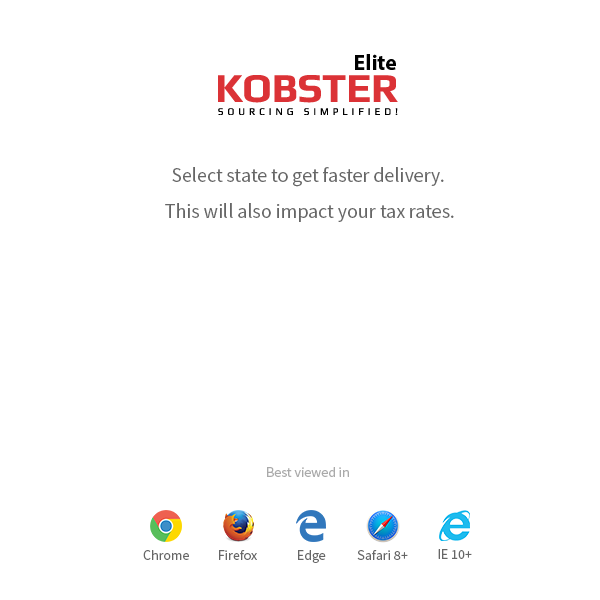 Elite
KOBSTER
SOURCING SIMPLIFIED!
Select state to get faster delivery.
This will also impact your tax rates.
Best viewed in
Chrome Firefox Edge Safari 8+ IE 10+